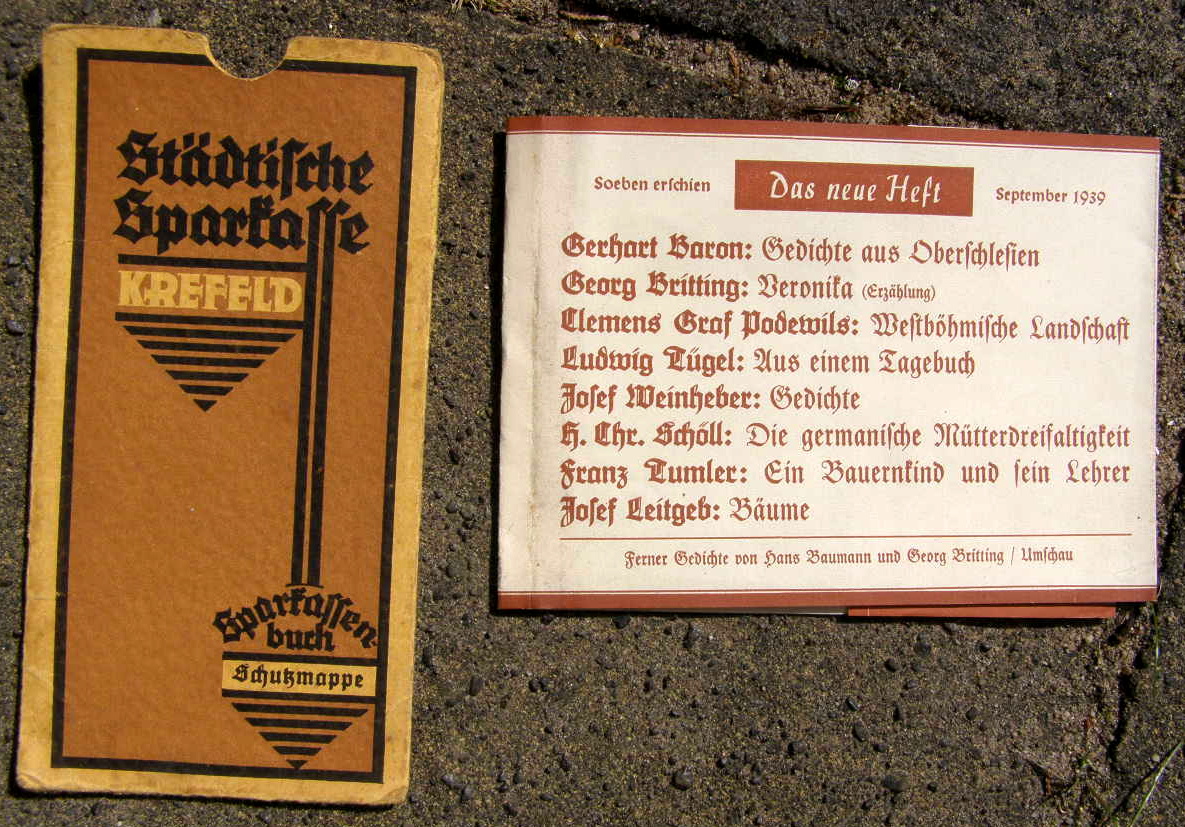 Städtiſche
Sparkaſſe
KREFELD
Sparkaſſen-
buch
Schutzmappe
Soeben erſchien
Das neue Heft
September 1939
Gerhart Baron: Gedichte aus Oberſchleſien
Georg Britting: Veronika (Erzählung)
Clemens Graf Podewils: Weſtböhmiſche Landſchaft
Ludwig Tügel: Aus einem Tagebuch
Joſef Weinheber: Gedichte
H. Chr. Schöll: Die germaniſche Mütterdreifaltigkeit
Franz Tumler: Ein Bauernkind und ſein Lehrer
Joſef Leitgeb: Bäume
Ferner Gedichte von Hans Baumann und Georg Britting / Umſchau